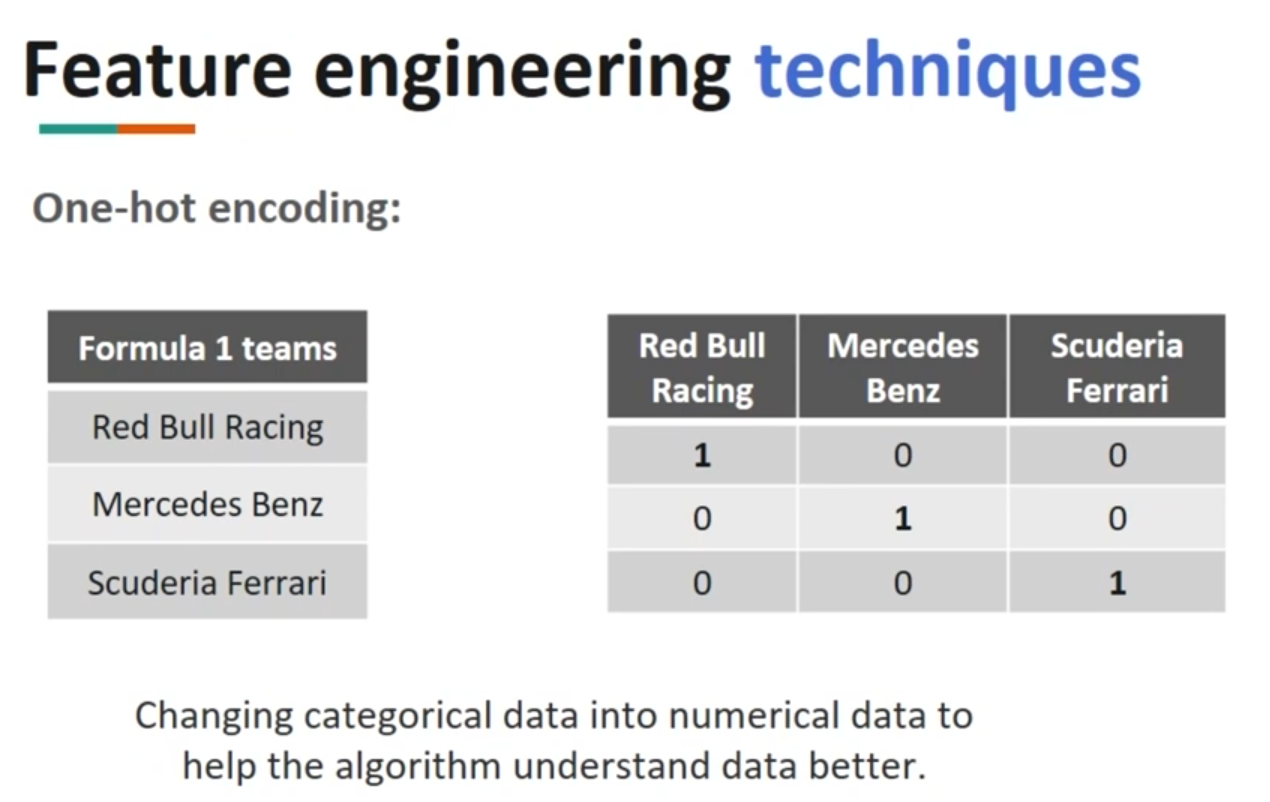 Feature engineering techniques
One-hot encoding:
Formula 1 teams
Red Bull Racing
Mercedes Benz
Scuderia Ferrari
Red Bull Racing Mercedes Benz Scuderia Ferrari
1 0 0
0 1 0
0 0 1
Changing categorical data into numerical data to
help the algorithm understand data better.